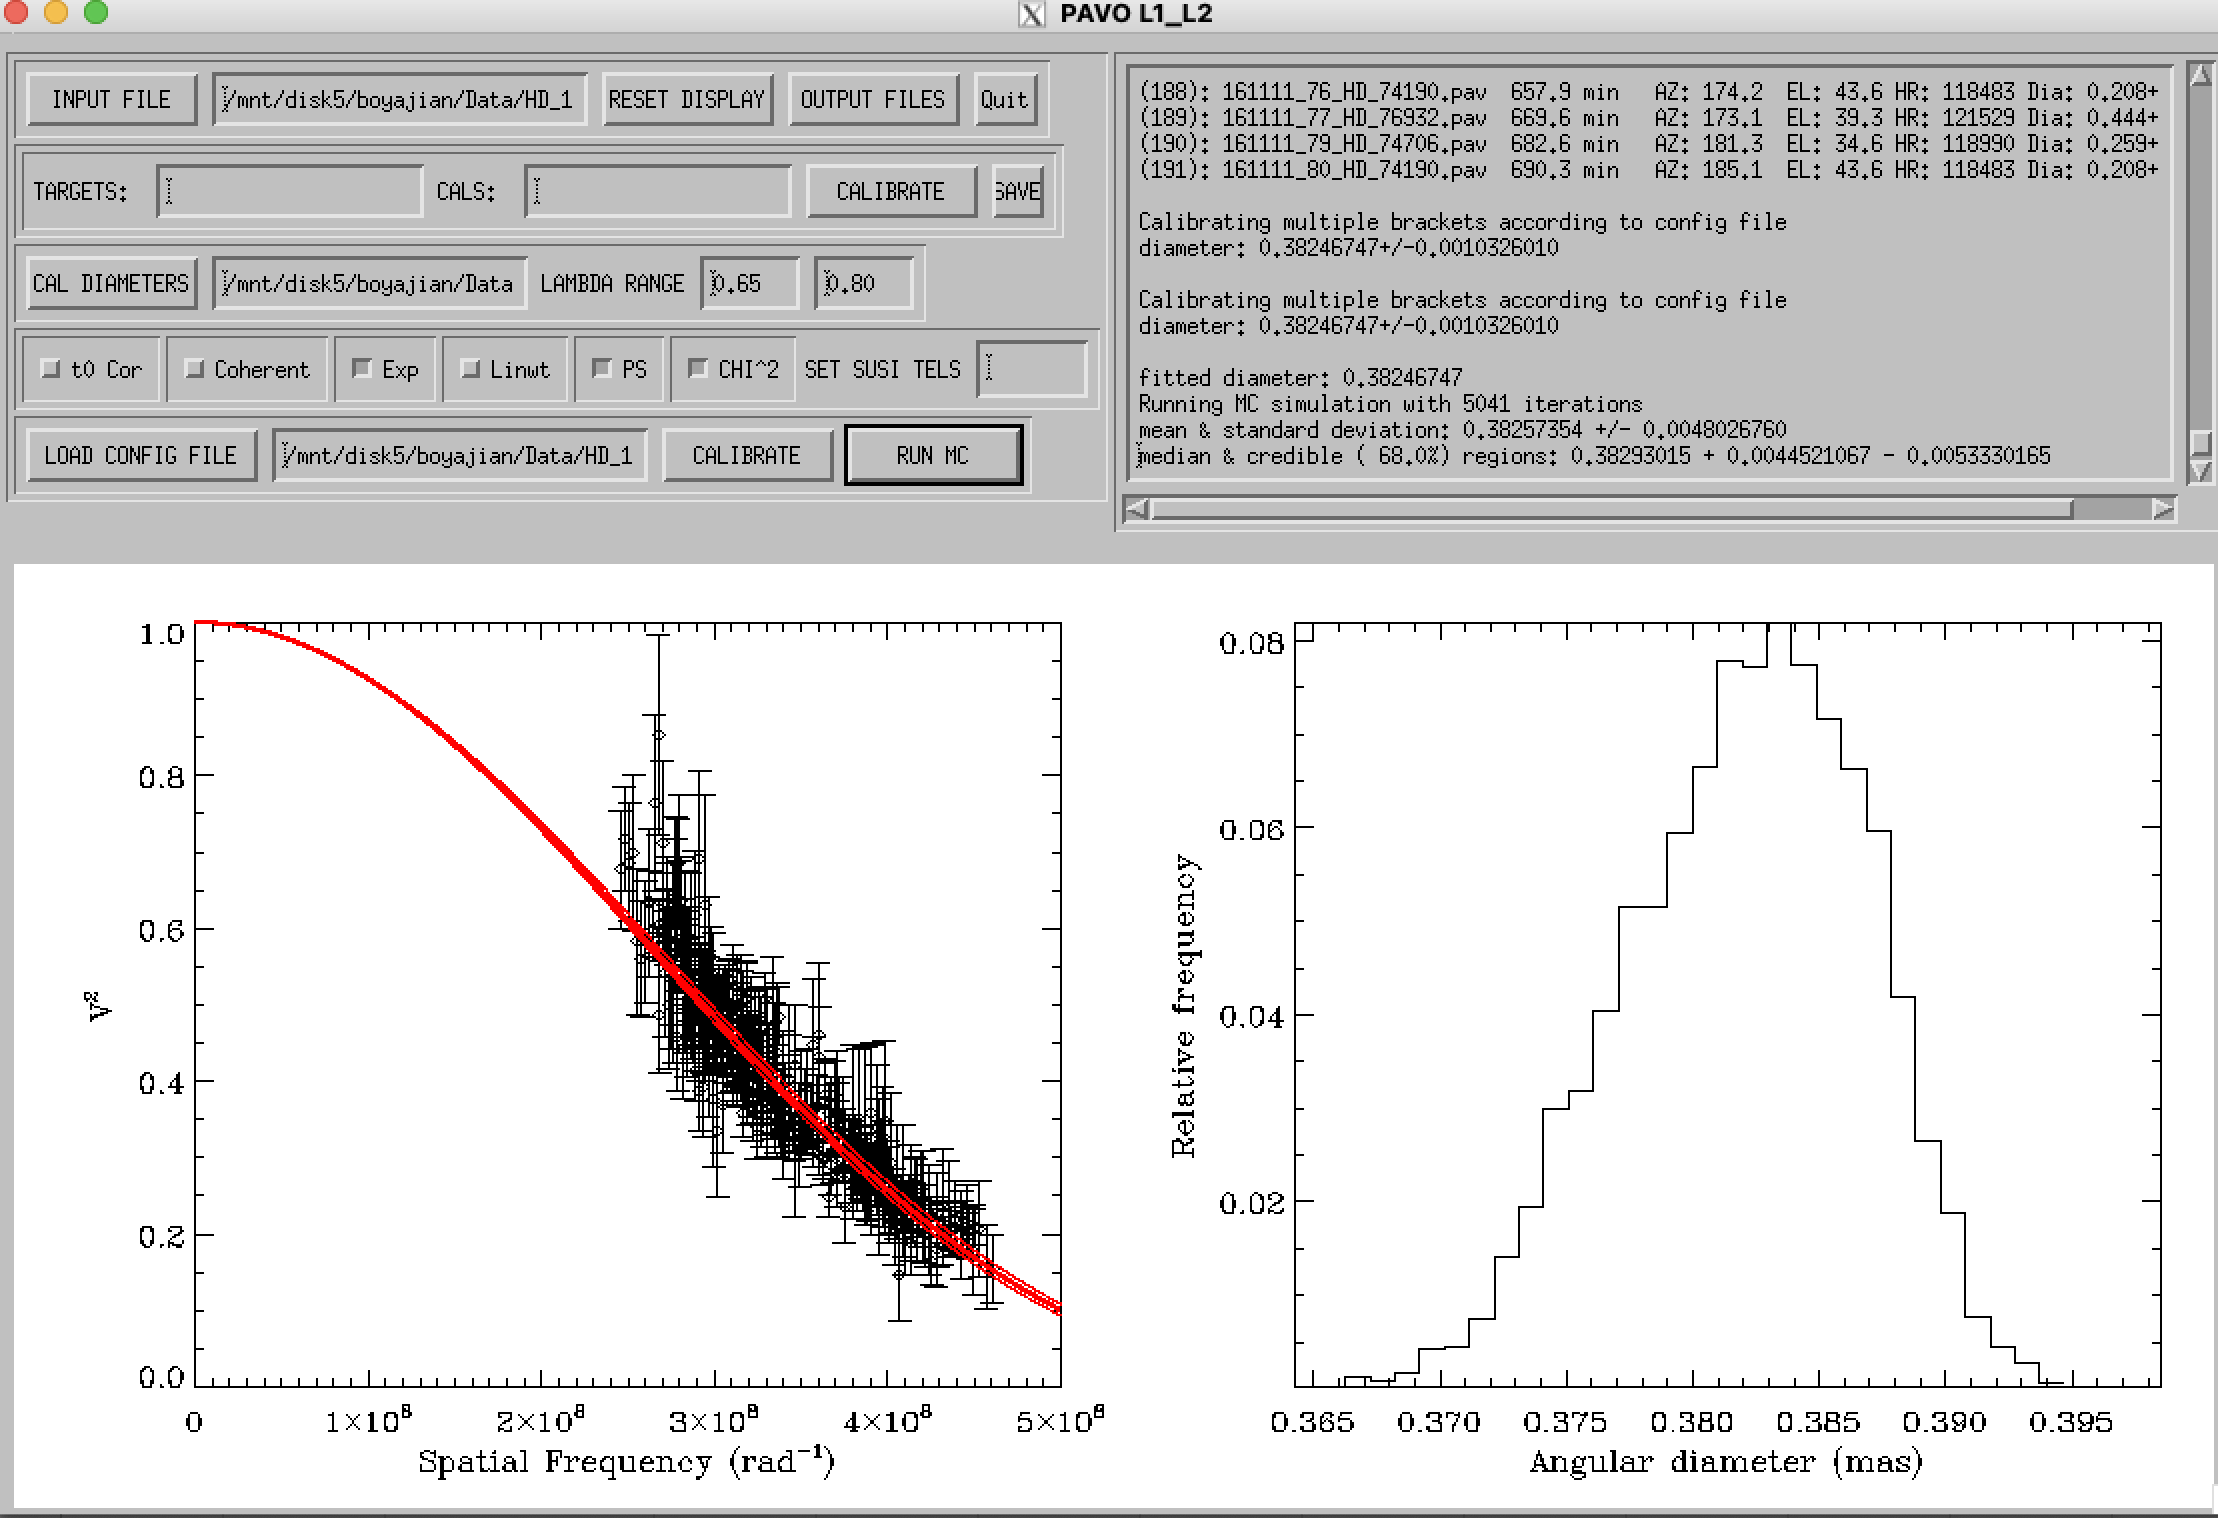 PAVO L1_L2
INPUT FILE /mnt/disk5/boyajian/Data/HD_1 RESET DISPLAY OUTPUT FILES Quit
TARGETS: CALS: CALIBRATE SAVE
CAL DIAMETERS /mnt/disk5/boyajian/Data LAMBDA RANGE 0.65 0.80
t0 Cor Coherent Exp Linwt PS CHI^2 SET SUSI TELS
LOAD CONFIG FILE /mnt/disk5/boyajian/Data/HD_1 CALIBRATE RUN MC
(188): 161111_76_HD_74190.pav 657.9 min AZ: 174.2 EL: 43.6 HR: 118483 Dia: 0.208+
(189): 161111_77_HD_76932.pav 669.6 min AZ: 173.1 EL: 39.3 HR: 121529 Dia: 0.444+
(190): 161111_79_HD_74706.pav 682.6 min AZ: 181.3 EL: 34.6 HR: 118990 Dia: 0.259+
(191): 161111_80_HD_74190.pav 690.3 min AZ: 185.1 EL: 43.6 HR: 118483 Dia: 0.208+
Calibrating multiple brackets according to config file
diameter: 0.38246747+/-0.0010326010
Calibrating multiple brackets according to config file
diameter: 0.38246747+/-0.0010326010
fitted diameter: 0.38246747
Running MC simulation with 5041 iterations
mean & standard deviation: 0.38257354 +/- 0.0048026760
median & credible ( 68.0%) regions: 0.38293015 + 0.0044521067 - 0.0053330165
1.0
0.8
0.6
0.4
0.2
0.0
V²
0 1×10⁸ 2×10⁸ 3×10⁸ 4×10⁸ 5×10⁸
Spatial Frequency (rad⁻¹)
0.08
0.06
0.04
0.02
Relative frequency
0.365 0.370 0.375 0.380 0.385 0.390 0.395
Angular diameter (mas)